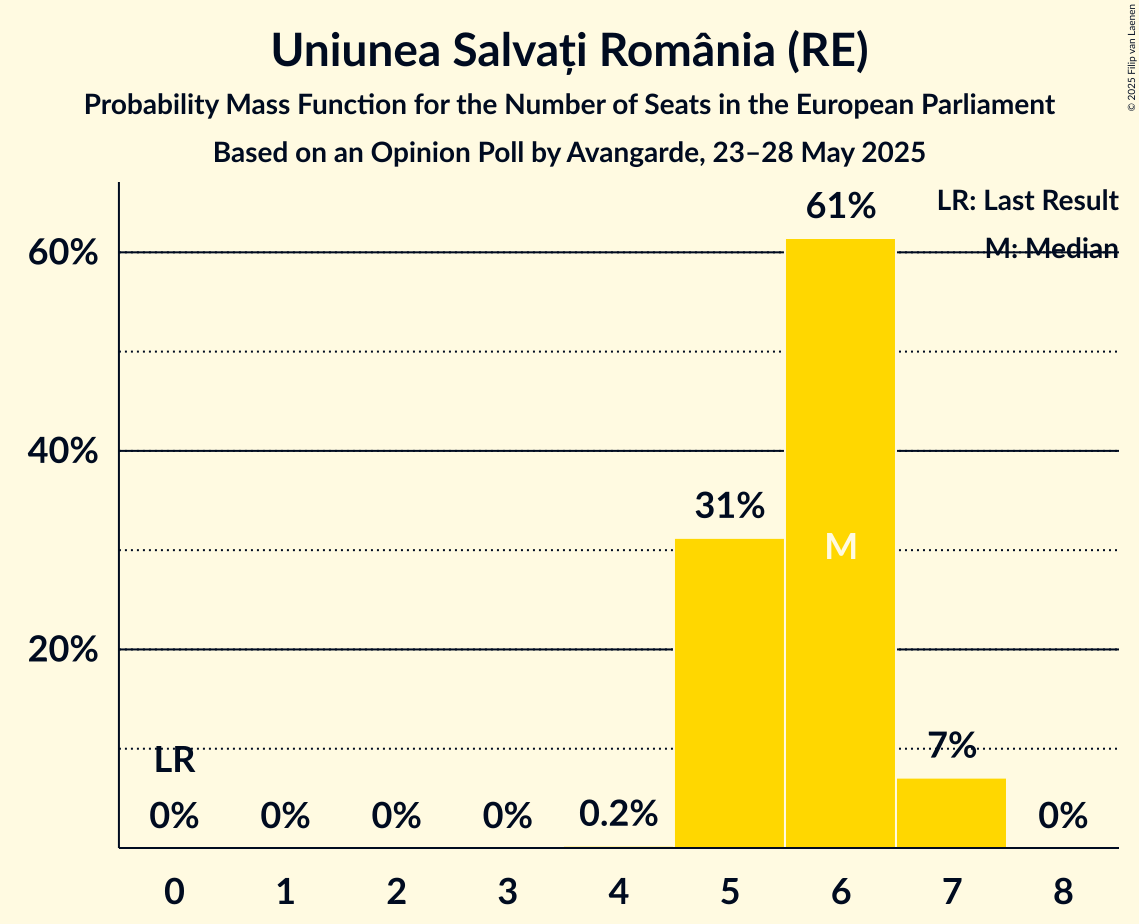 Uniunea Salvați România (RE)
Probability Mass Function for the Number of Seats in the European Parliament
Based on an Opinion Poll by Avangarde, 23–28 May 2025
© 2025 Filip van Laenen
LR: Last Result
M: Median
60%
40%
20%
61%
31%
M
7%
LR
0%
0%
0%
0%
0.2%
0%
0 1 2 3 4 5 6 7 8